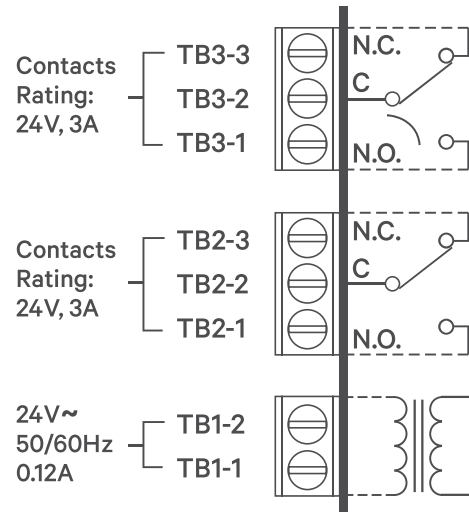 Contacts
Rating:
24V, 3A
TB3-3
TB3-2
TB3-1
N.C.
C
N.O.
Contacts
Rating:
24V, 3A
TB2-3
TB2-2
TB2-1
N.C.
C
N.O.
24V~
50/60Hz
0.12A
TB1-2
TB1-1